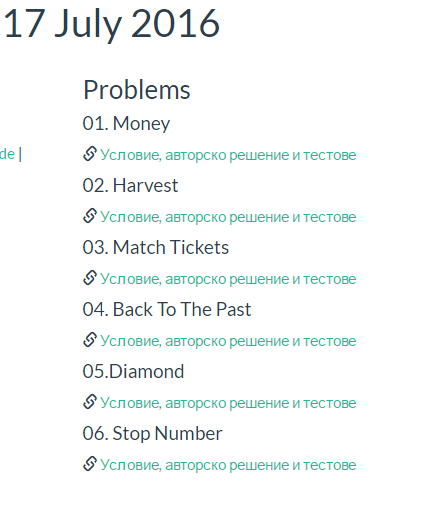 17 July 2016
Problems
01. Money
Условие, авторско решение и тестове
de |
02. Harvest
Условие, авторско решение и тестове
03. Match Tickets
Условие, авторско решение и тестове
04. Back To The Past
Условие, авторско решение и тестове
05.Diamond
Условие, авторско решение и тестове
06. Stop Number
Условие, авторско решение и тестове